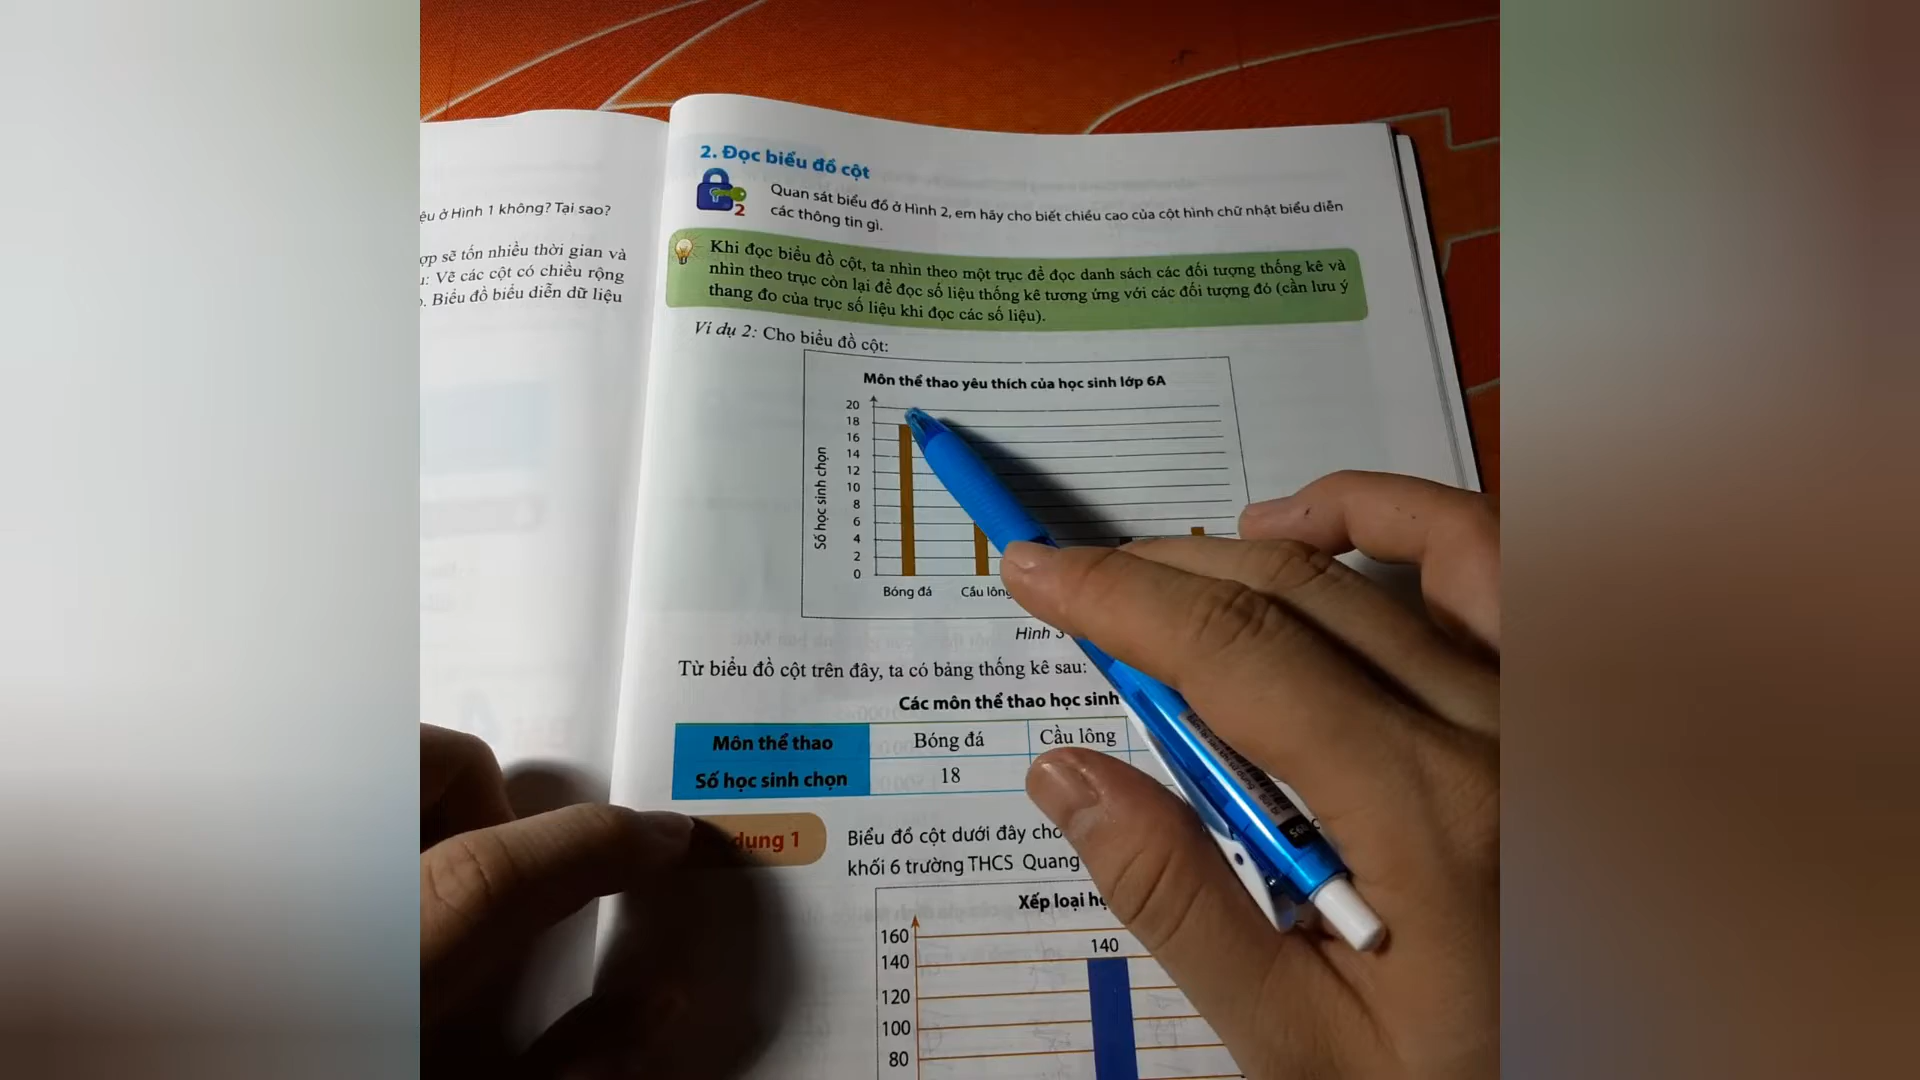 ệu ở Hình 1 không? Tại sao?
ợp sẽ tốn nhiều thời gian và
u: Vẽ các cột có chiều rộng
. Biểu đồ biểu diễn dữ liệu
2. Đọc biểu đồ cột
2
Quan sát biểu đồ ở Hình 2, em hãy cho biết chiều cao của cột hình chữ nhật biểu diễn
các thông tin gì.
Khi đọc biểu đồ cột, ta nhìn theo một trục để đọc danh sách các đối tượng thống kê và
nhìn theo trục còn lại để đọc số liệu thống kê tương ứng với các đối tượng đó (cần lưu ý
thang đo của trục số liệu khi đọc các số liệu).
Ví dụ 2: Cho biểu đồ cột:
Môn thể thao yêu thích của học sinh lớp 6A
Số học sinh chọn
20
18
16
14
12
10
8
6
4
2
0
Bóng đá Cầu lông
Hình 3
Từ biểu đồ cột trên đây, ta có bảng thống kê sau:
Các môn thể thao học sinh
Môn thể thao Bóng đá Cầu lông
Số học sinh chọn 18
dụng 1
Biểu đồ cột dưới đây cho
khối 6 trường THCS Quang
Xếp loại họ
160
140
120
100
80
140